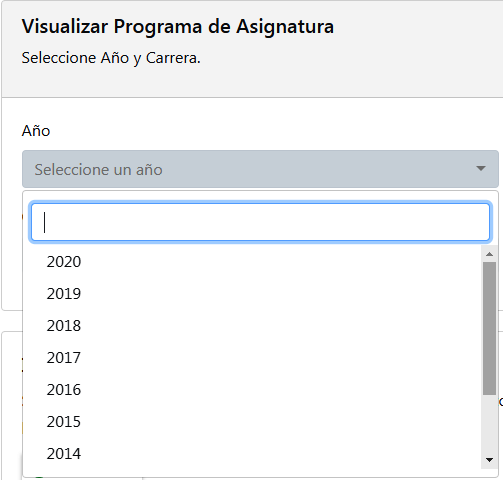 Visualizar Programa de Asignatura
Seleccione Año y Carrera.
Año
Seleccione un año
2020
2019
2018
2017
2016
2015
2014